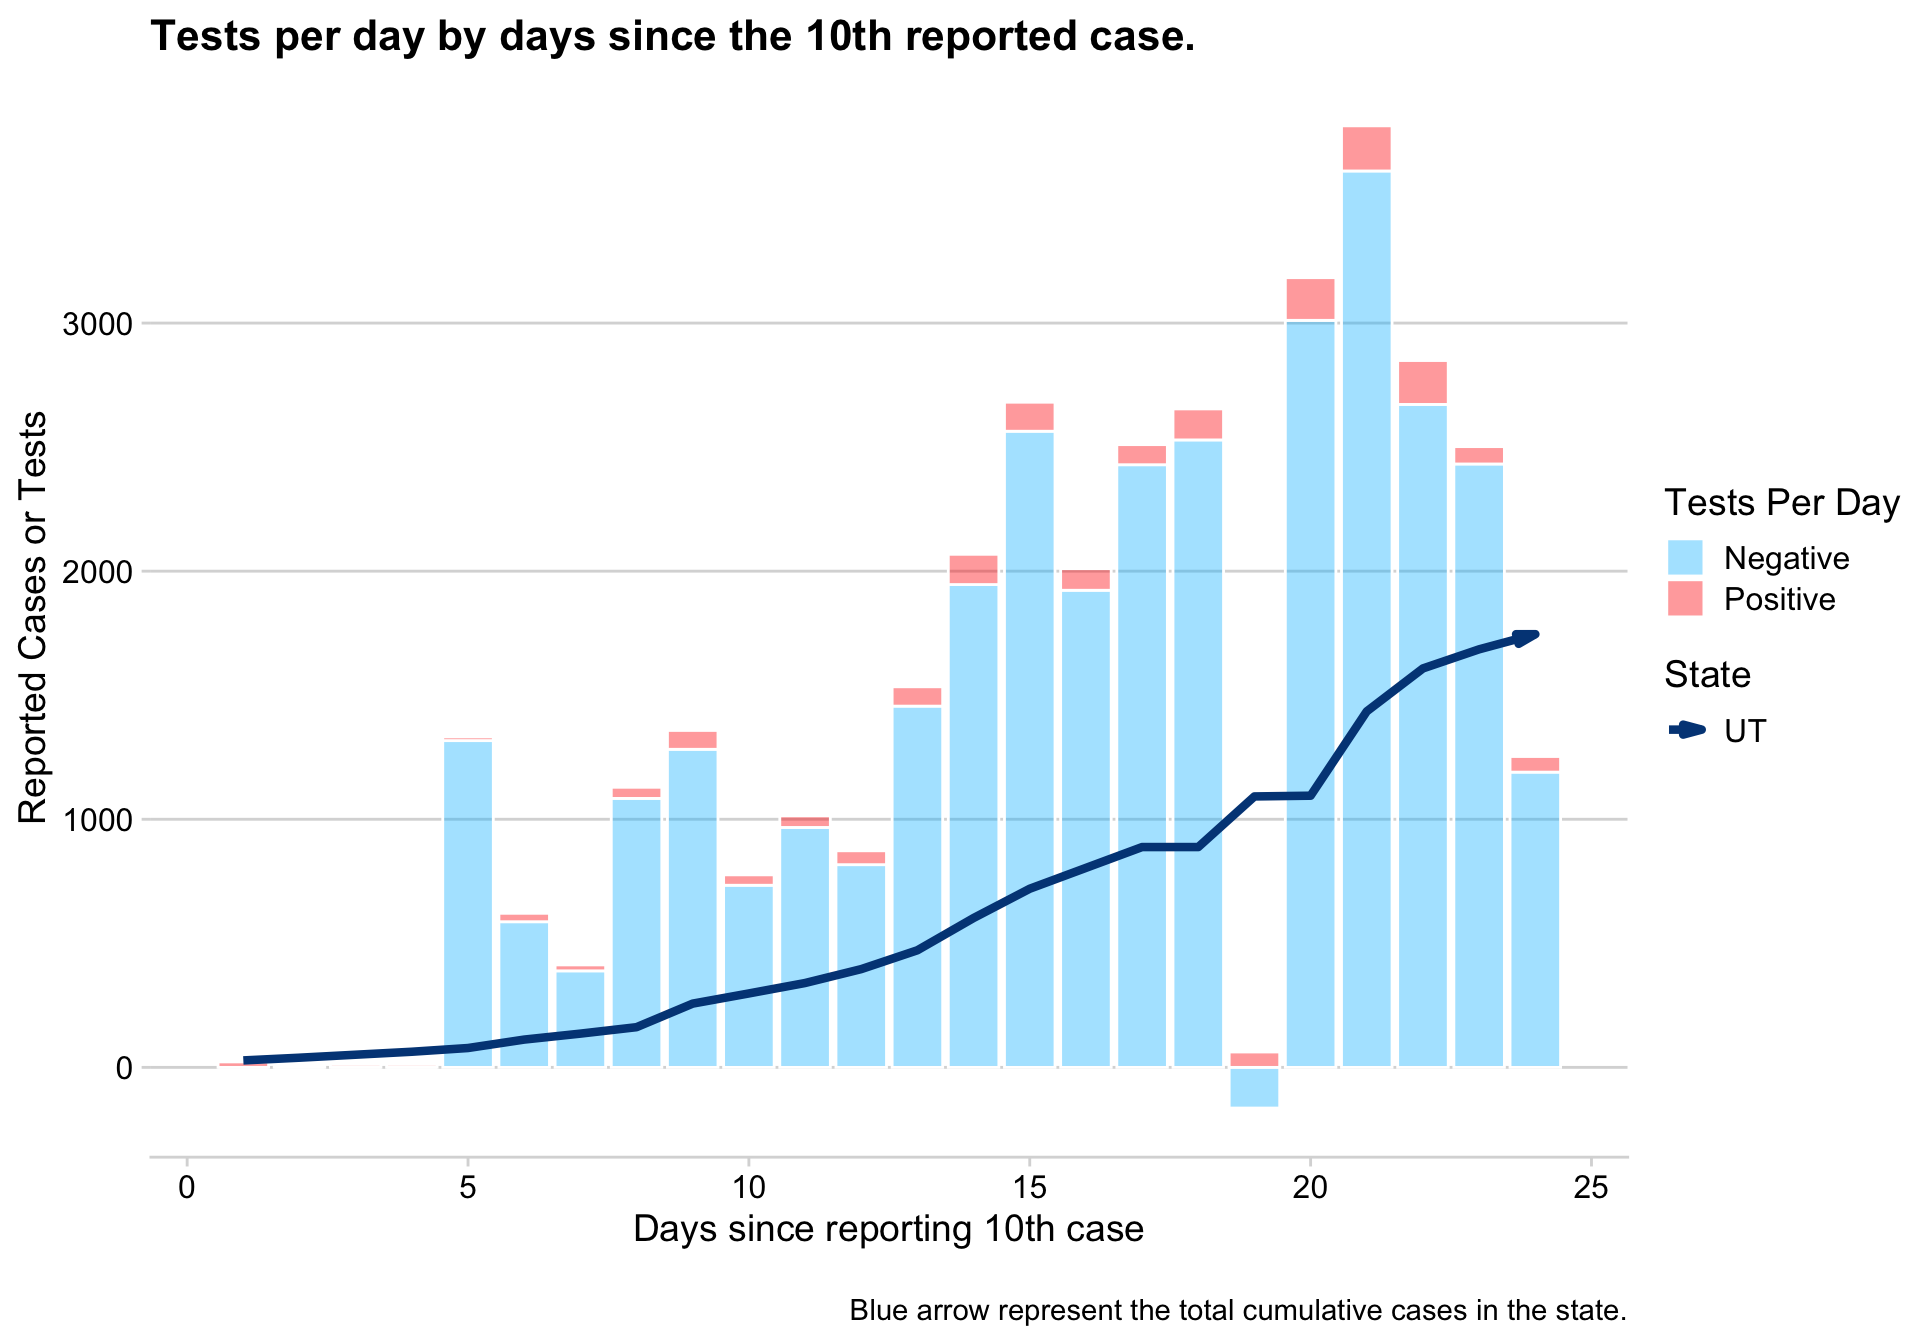 Tests per day by days since the 10th reported case.
Reported Cases or Tests
3000
2000
1000
0
0 5 10 15 20 25
Days since reporting 10th case
Tests Per Day
Negative
Positive
State
UT
Blue arrow represent the total cumulative cases in the state.